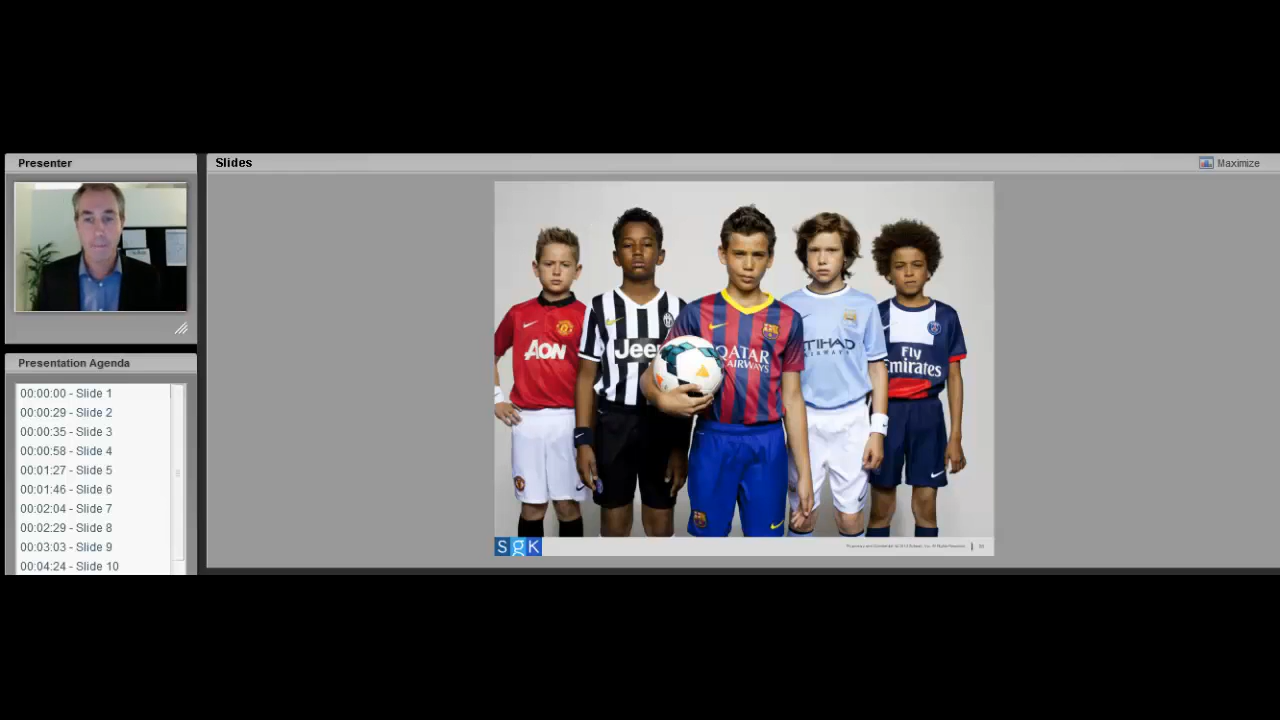 Presenter
Slides
Maximize
Presentation Agenda
00:00:00 - Slide 1
00:00:29 - Slide 2
00:00:35 - Slide 3
00:00:58 - Slide 4
00:01:27 - Slide 5
00:01:46 - Slide 6
00:02:04 - Slide 7
00:02:29 - Slide 8
00:03:03 - Slide 9
00:04:24 - Slide 10
AON
Jeep
QATAR
AIRWAYS
TIHAD
AIRWAYS
Fly
Emirates
SGK